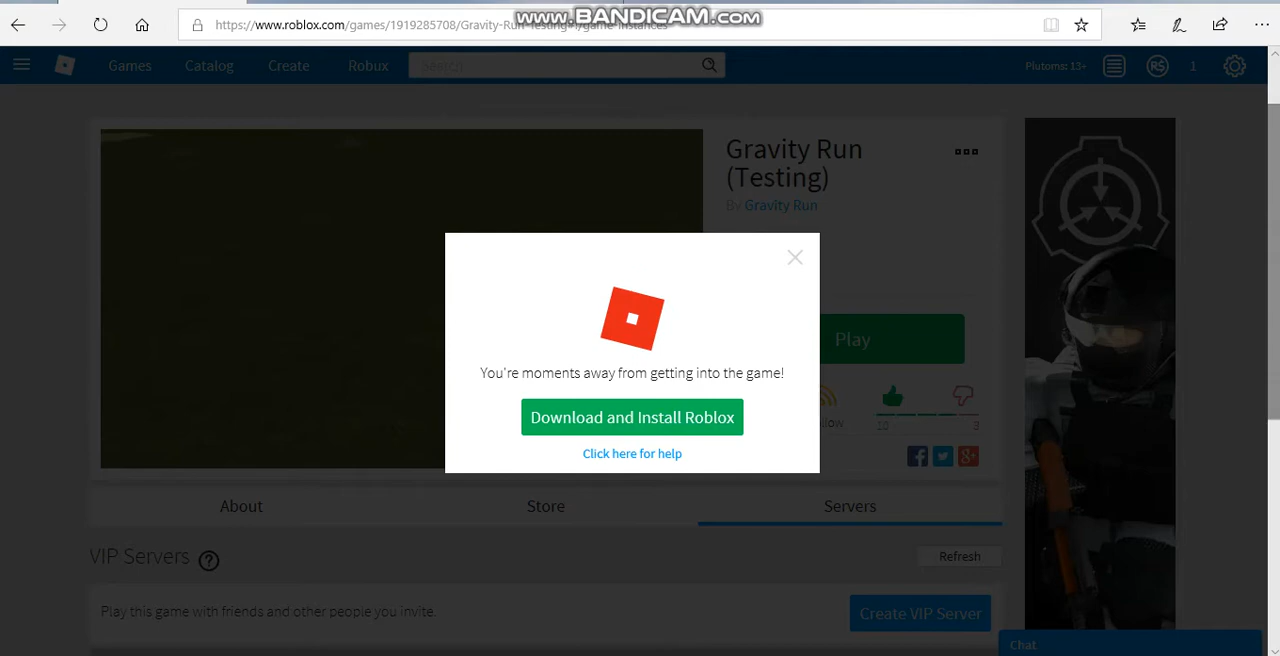 www.BANDICAM.com
https://www.roblox.com/games/1919285708/Gravity-Run-Testing#!/game-instances
Games Catalog Create Robux Search Plutoms: 13+ R$ 1
Gravity Run
(Testing)
By Gravity Run
You're moments away from getting into the game!
Play
Download and Install Roblox
Click here for help
10 3
About Store Servers
VIP Servers ? Refresh
Play this game with friends and other people you invite.
Create VIP Server
Chat